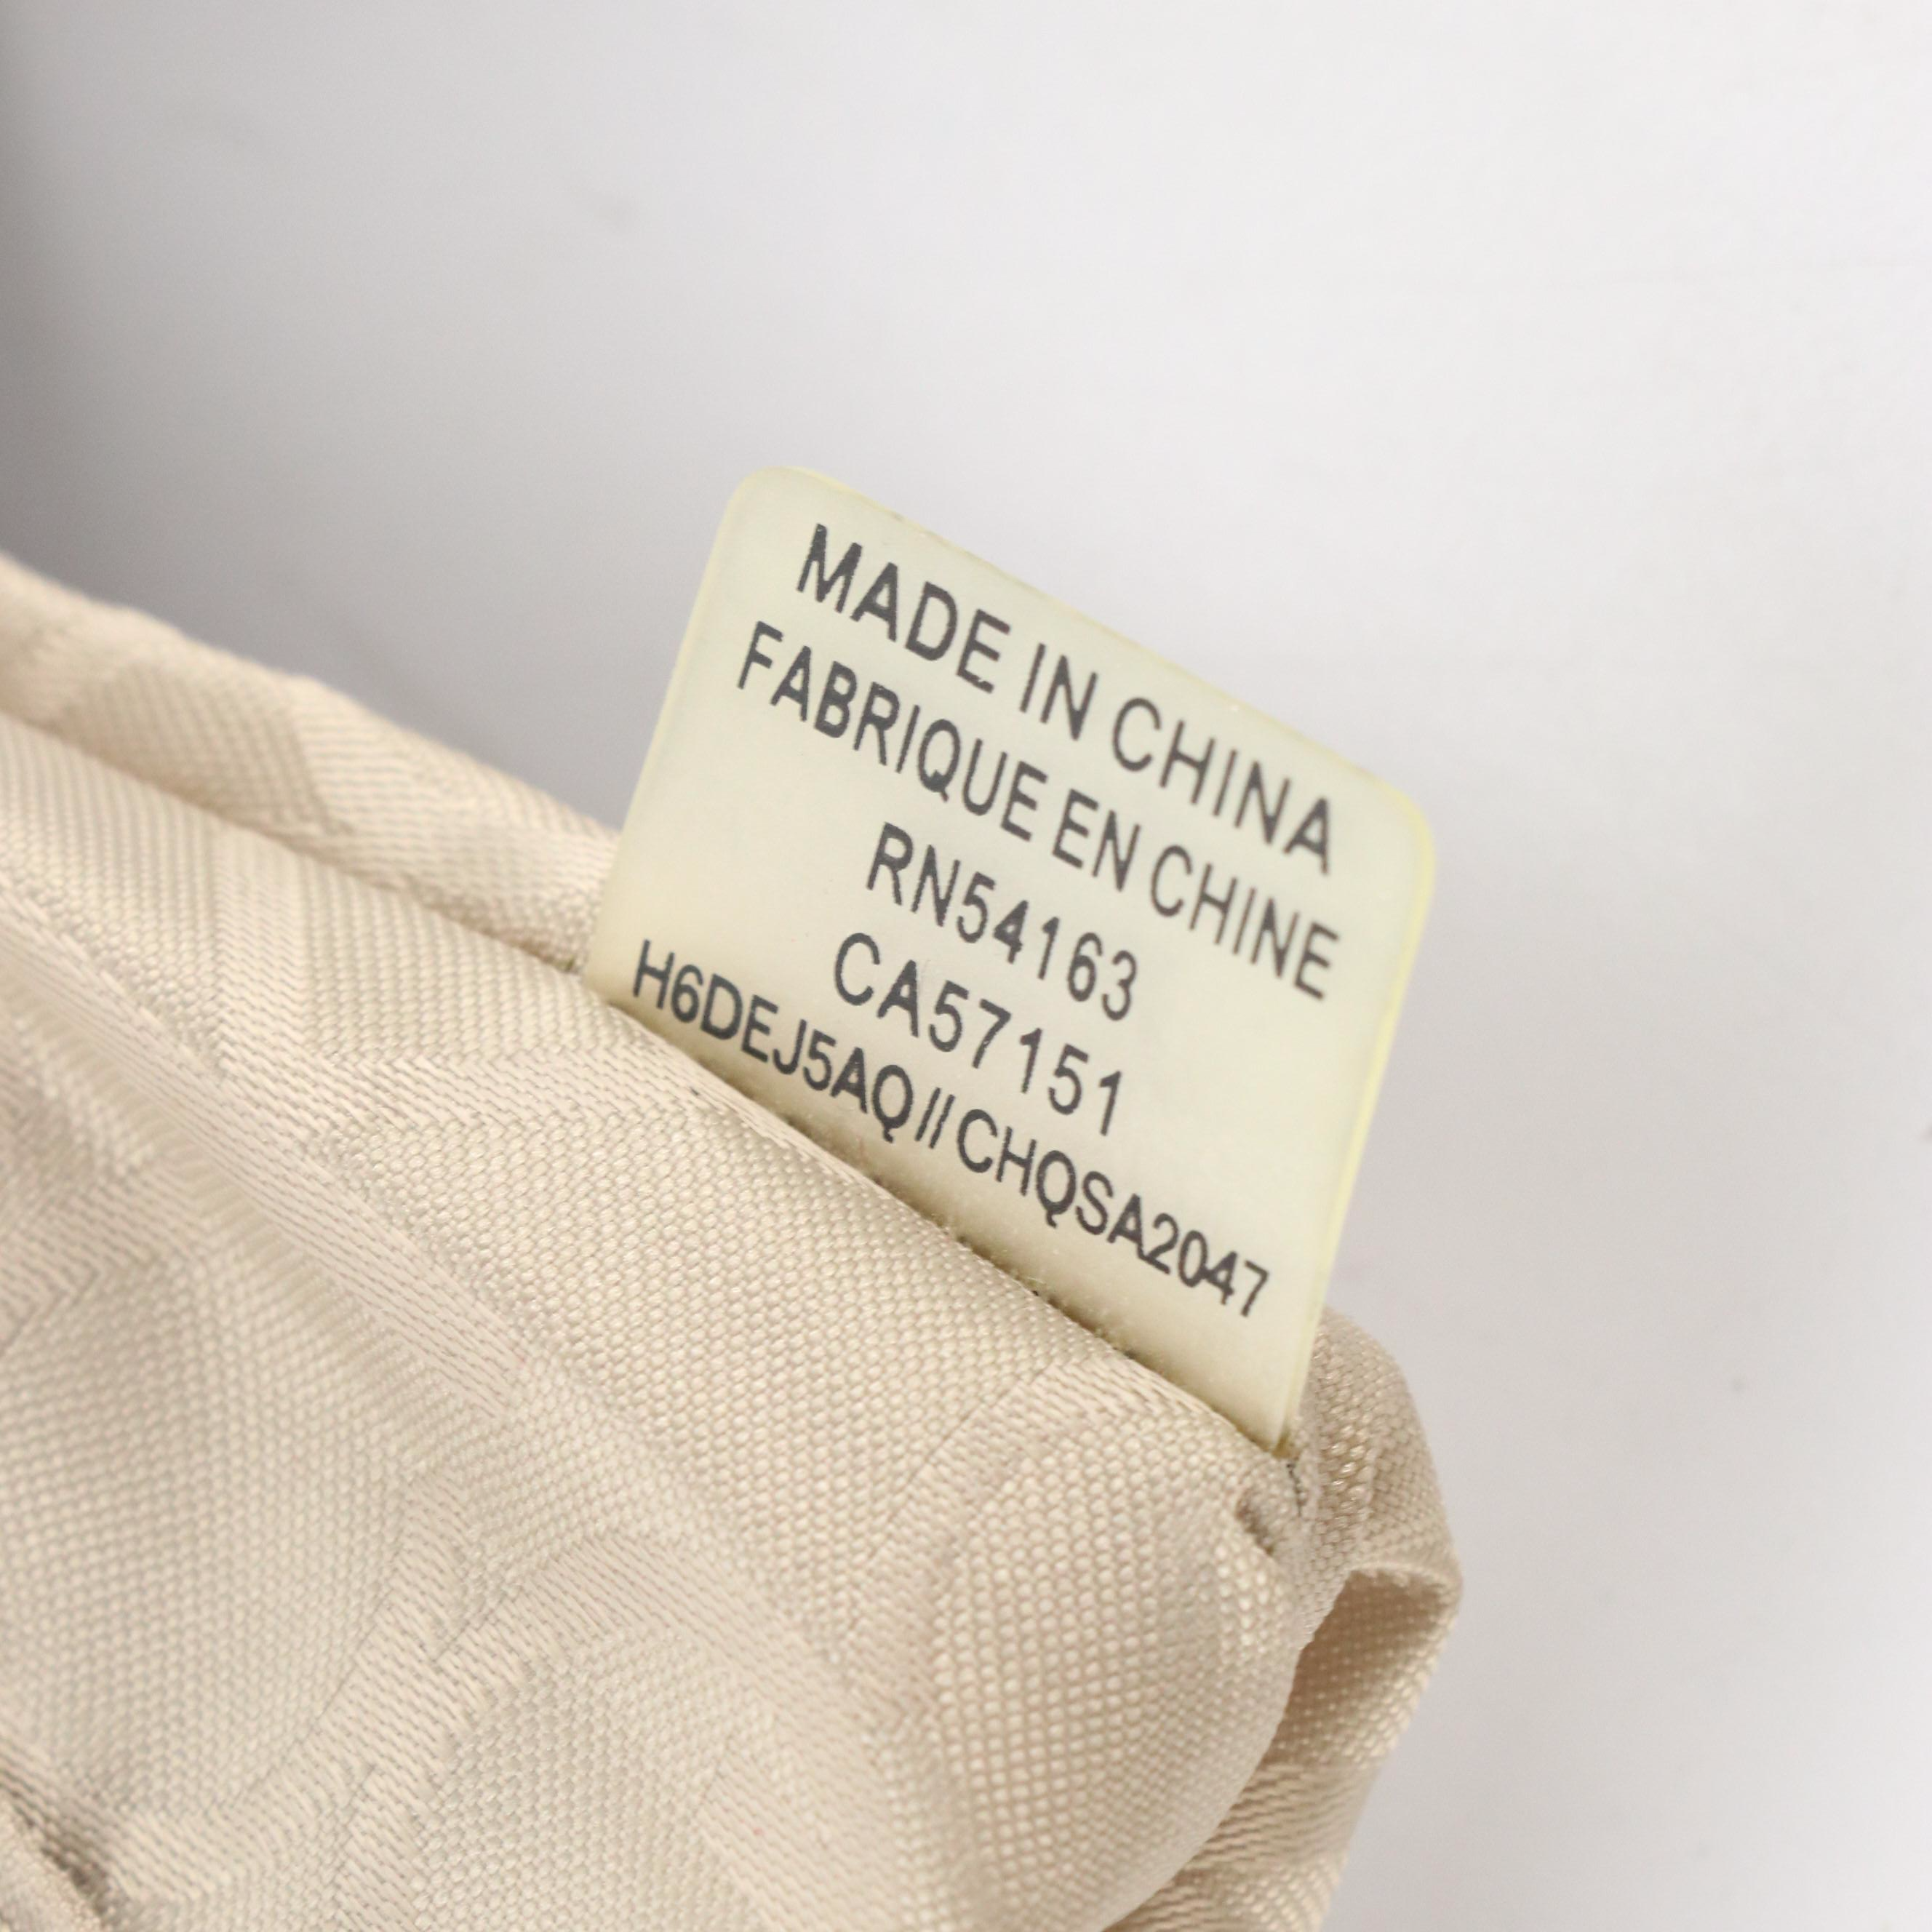 MADE IN CHINA
FABRIQUE EN CHINE
RN54163
CA57151
H6DEJ5AQ//CHQSA2047